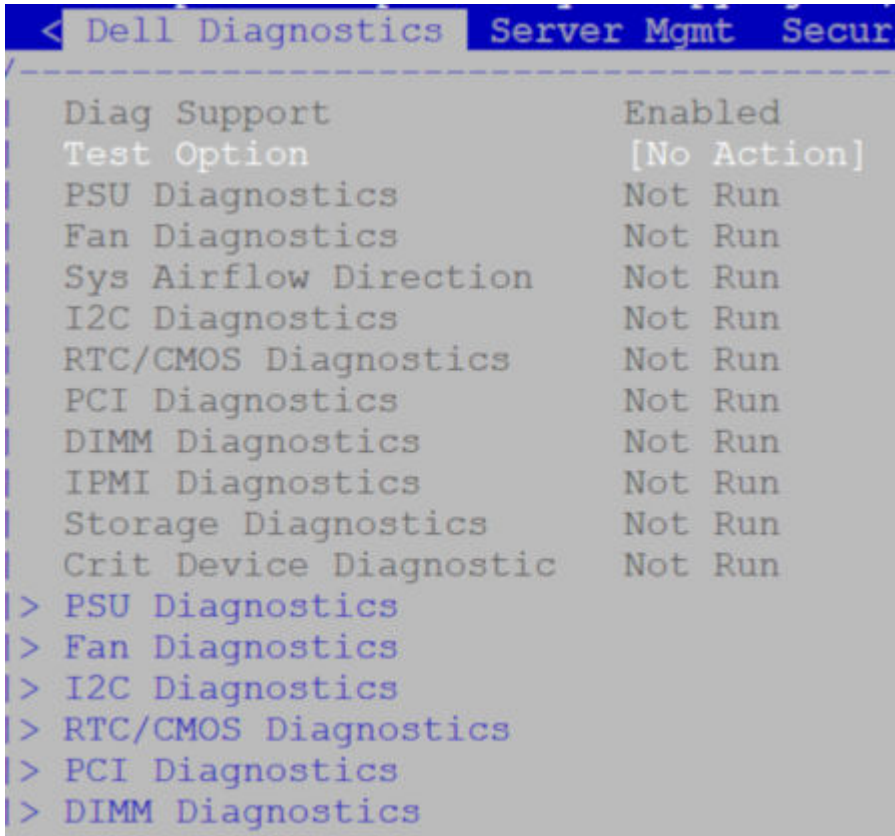 < Dell Diagnostics Server Mgmt Secur
Diag Support Enabled
Test Option [No Action]
PSU Diagnostics Not Run
Fan Diagnostics Not Run
Sys Airflow Direction Not Run
I2C Diagnostics Not Run
RTC/CMOS Diagnostics Not Run
PCI Diagnostics Not Run
DIMM Diagnostics Not Run
IPMI Diagnostics Not Run
Storage Diagnostics Not Run
Crit Device Diagnostic Not Run
> PSU Diagnostics
> Fan Diagnostics
> I2C Diagnostics
> RTC/CMOS Diagnostics
> PCI Diagnostics
> DIMM Diagnostics